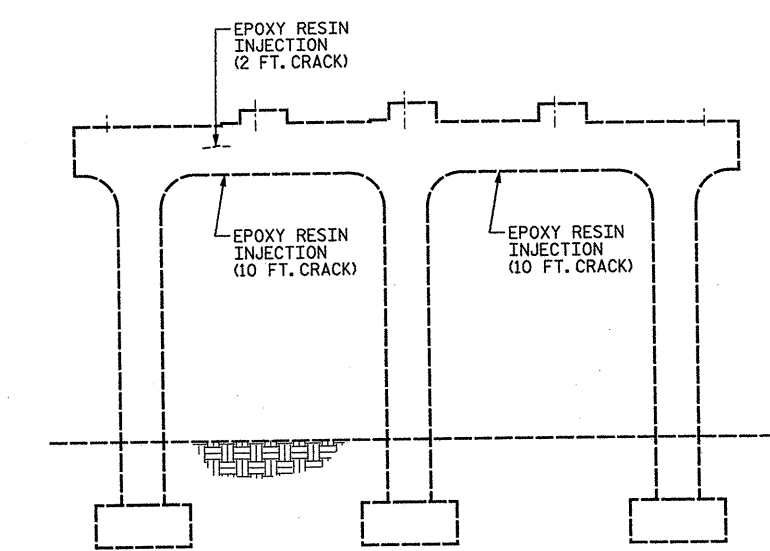 EPOXY RESIN
INJECTION
(2 FT. CRACK)
EPOXY RESIN
INJECTION
(10 FT. CRACK)
EPOXY RESIN
INJECTION
(10 FT. CRACK)